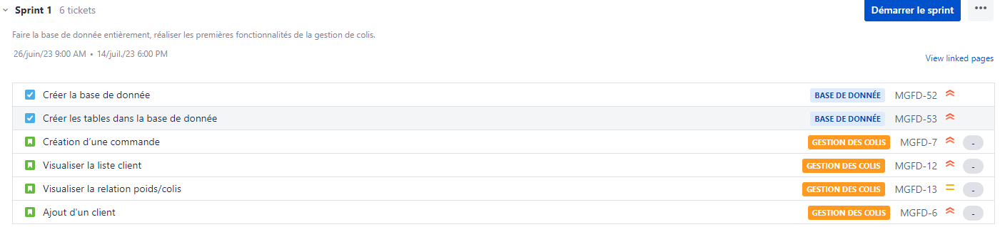 Sprint 1 6 tickets Démarrer le sprint •••
Faire la base de donnée entièrement, réaliser les premières fonctionnalités de la gestion de colis.
26/juin/23 9:00 AM • 14/juil./23 6:00 PM
View linked pages
Créer la base de donnée BASE DE DONNÉE MGFD-52
Créer les tables dans la base de donnée BASE DE DONNÉE MGFD-53
Création d'une commande GESTION DES COLIS MGFD-7 -
Visualiser la liste client GESTION DES COLIS MGFD-12 -
Visualiser la relation poids/colis GESTION DES COLIS MGFD-13 -
Ajout d'un client GESTION DES COLIS MGFD-6 -